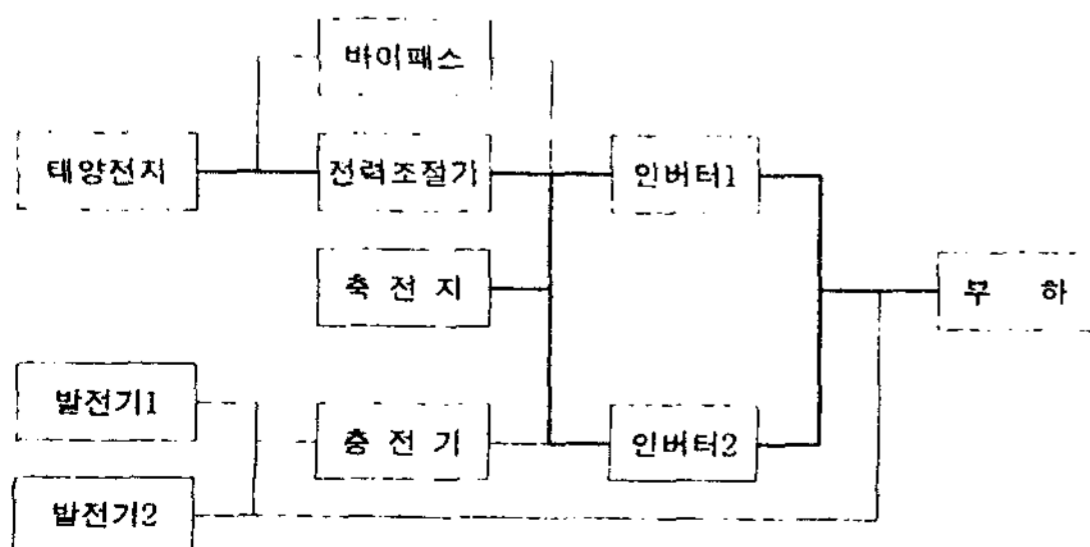 바이패스
태양전지
전력조절기
인버터1
축 전 지
부 하
발전기1
충 전 기
인버터2
발전기2